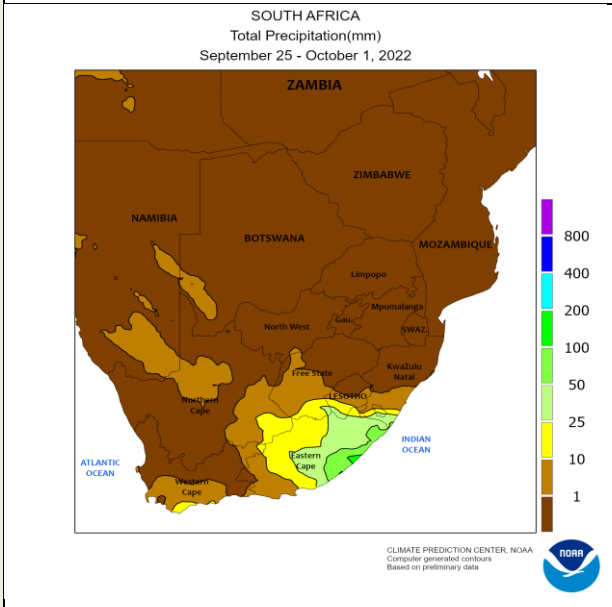 SOUTH AFRICA
Total Precipitation(mm)
September 25 - October 1, 2022
ZAMBIA
ZIMBABWE
NAMIBIA
BOTSWANA
MOZAMBIQUE
Limpopo
Mpumalanga
North West
Gau.
SWAZ.
KwaZulu
Natal
Free State
LESOTHO
Northern
Cape
Eastern
Cape
Western
Cape
ATLANTIC
OCEAN
INDIAN
OCEAN
800
400
200
100
50
25
10
1
CLIMATE PREDICTION CENTER, NOAA
Computer generated contours
Based on preliminary data
NOAA